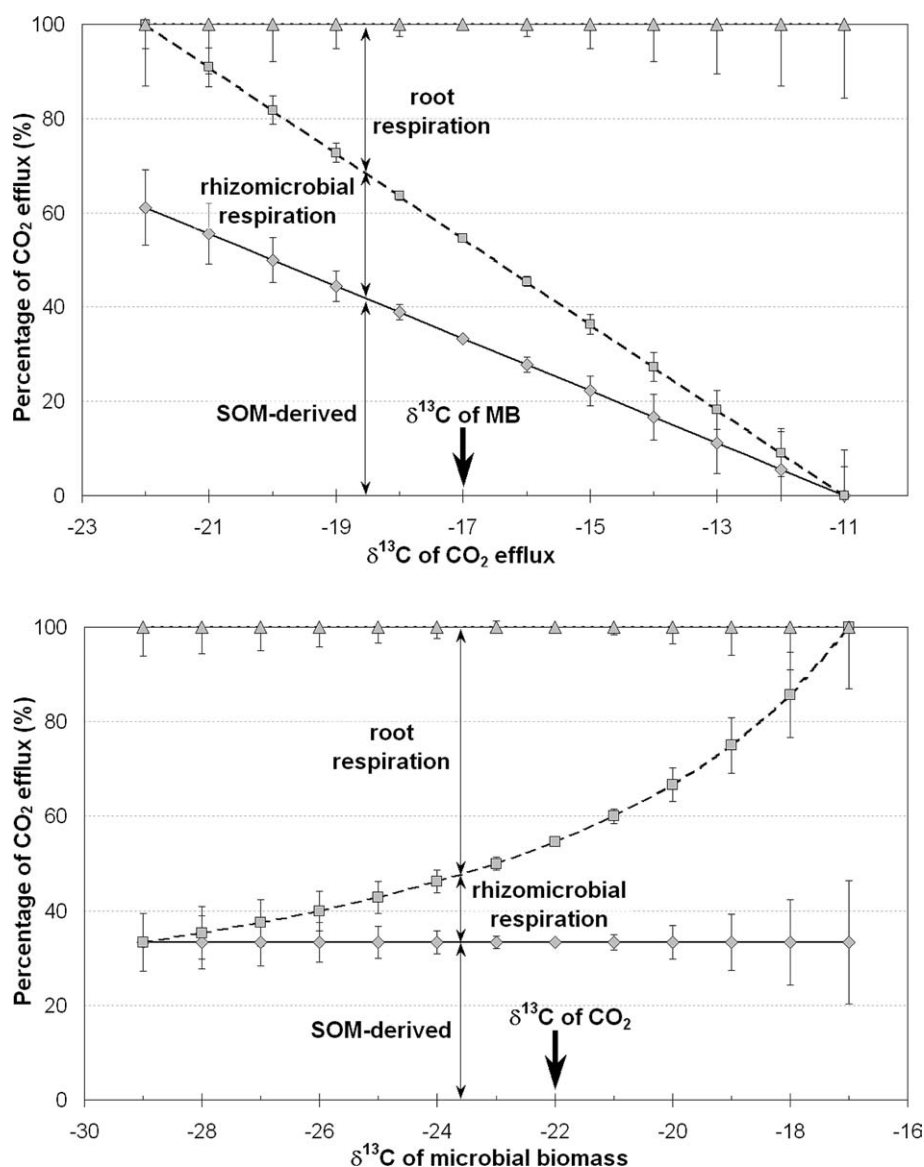 100
80
60
40
20
0
Percentage of CO₂ efflux (%)
root
respiration
rhizomicrobial
respiration
SOM-derived
δ¹³C of MB
-23
-21
-19
-17
-15
-13
-11
δ¹³C of CO₂ efflux
100
80
60
40
20
0
Percentage of CO₂ efflux (%)
root
respiration
rhizomicrobial
respiration
SOM-derived
δ¹³C of CO₂
-30
-28
-26
-24
-22
-20
-18
-16
δ¹³C of microbial biomass